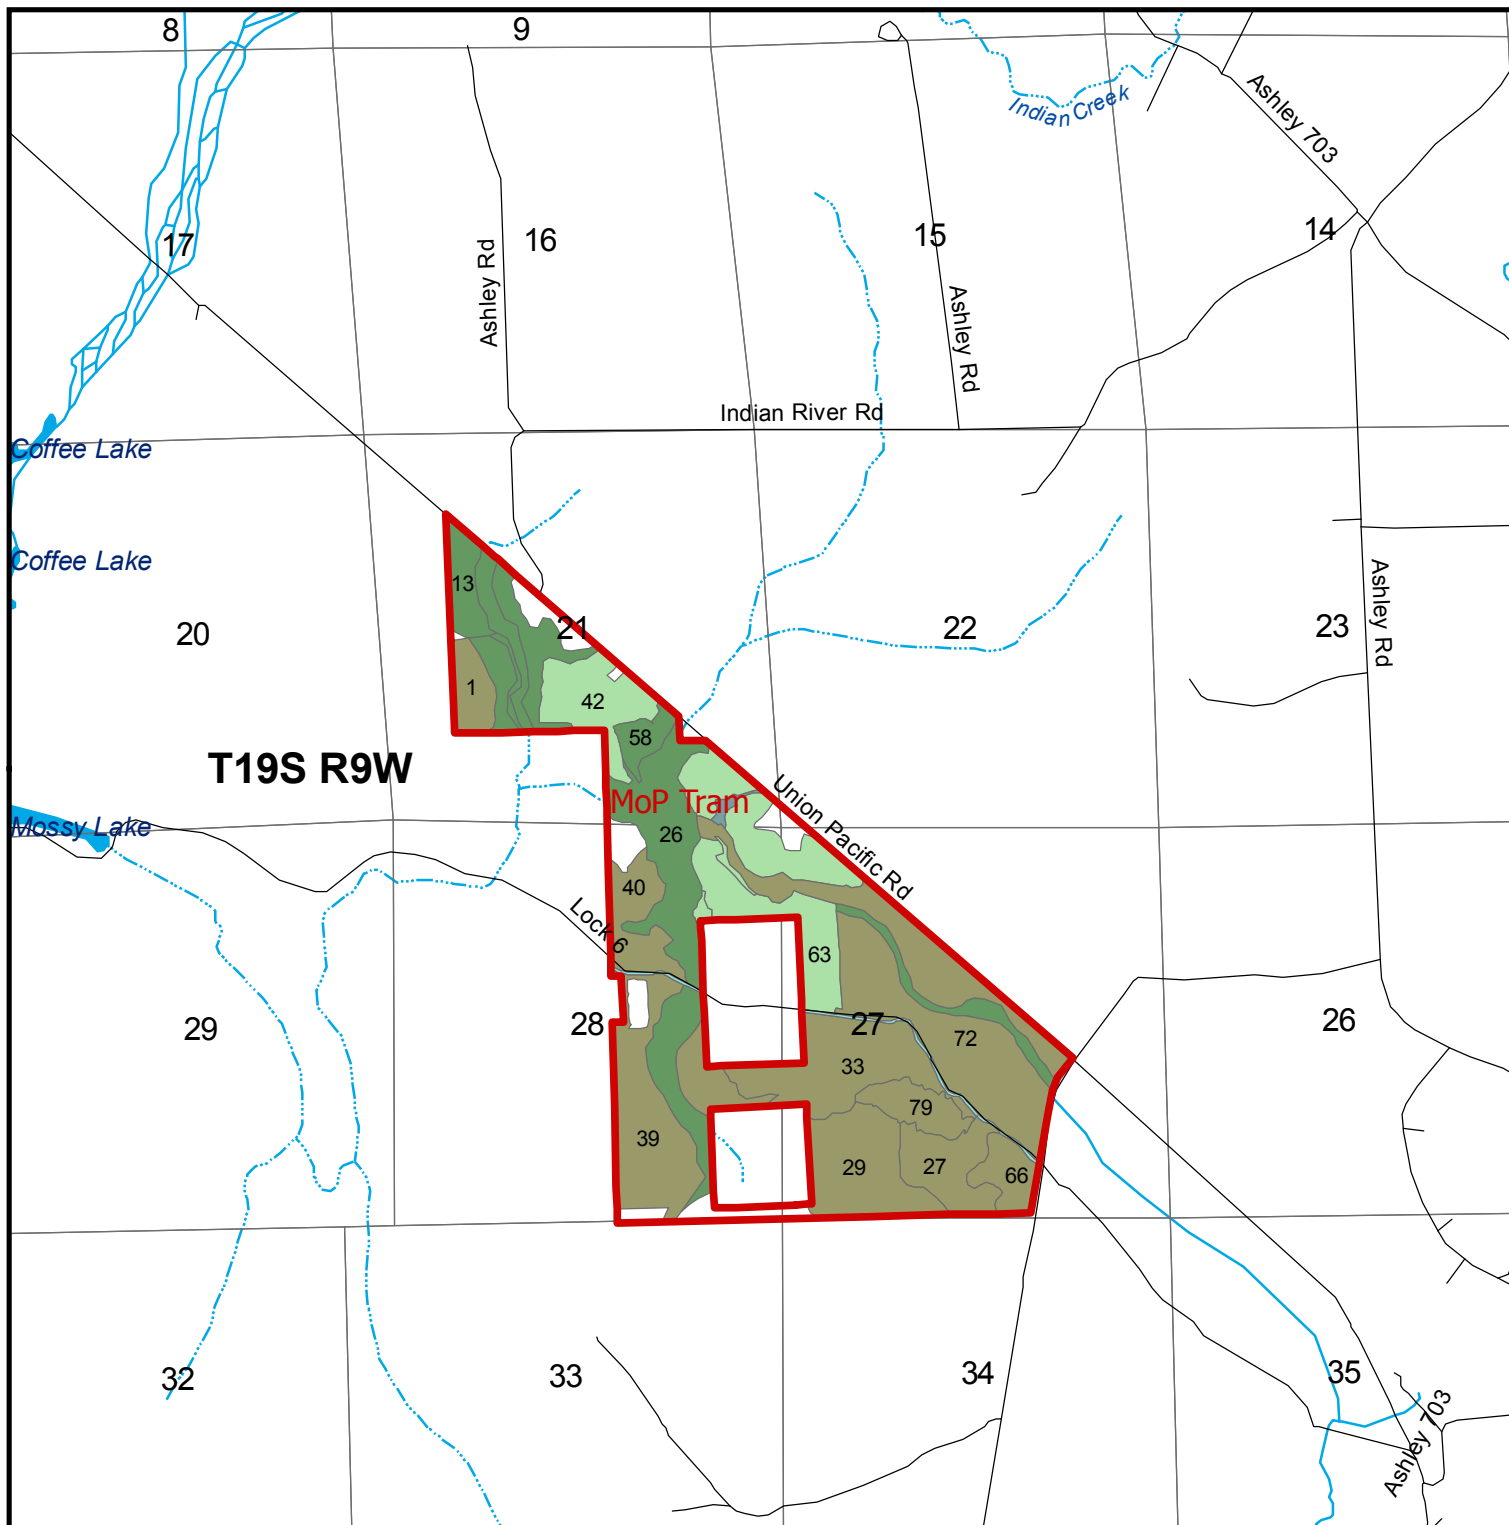 8
9
Indian Creek
Ashley 703
17
16
15
14
Ashley Rd
Ashley Rd
Indian River Rd
Coffee Lake
Coffee Lake
13
20
21
22
23
Ashley Rd
1
42
58
T19S R9W
MoP Tram
Union Pacific Rd
Mossy Lake
26
40
Lock 6
63
29
28
27
26
72
33
79
39
29
27
66
32
33
34
35
Ashley 703